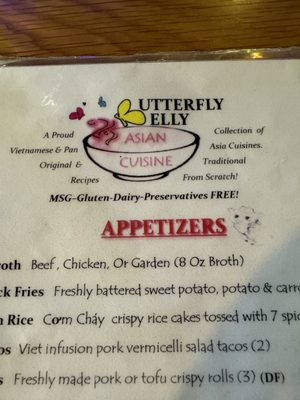 UTTERFLY
ELLY
ASIAN
CUISINE
A Proud
Vietnamese & Pan
Original &
Recipes
Collection of
Asia Cuisines.
Traditional
From Scratch!
MSG-Gluten-Dairy-Preservatives FREE!
APPETIZERS
roth Beef, Chicken, Or Garden (8 Oz Broth)
ck Fries Freshly battered sweet potato, potato & carro
n Rice Cơm Cháy crispy rice cakes tossed with 7 spic
os Viet infusion pork vermicelli salad tacos (2)
s Freshly made pork or tofu crispy rolls (3) (DF)